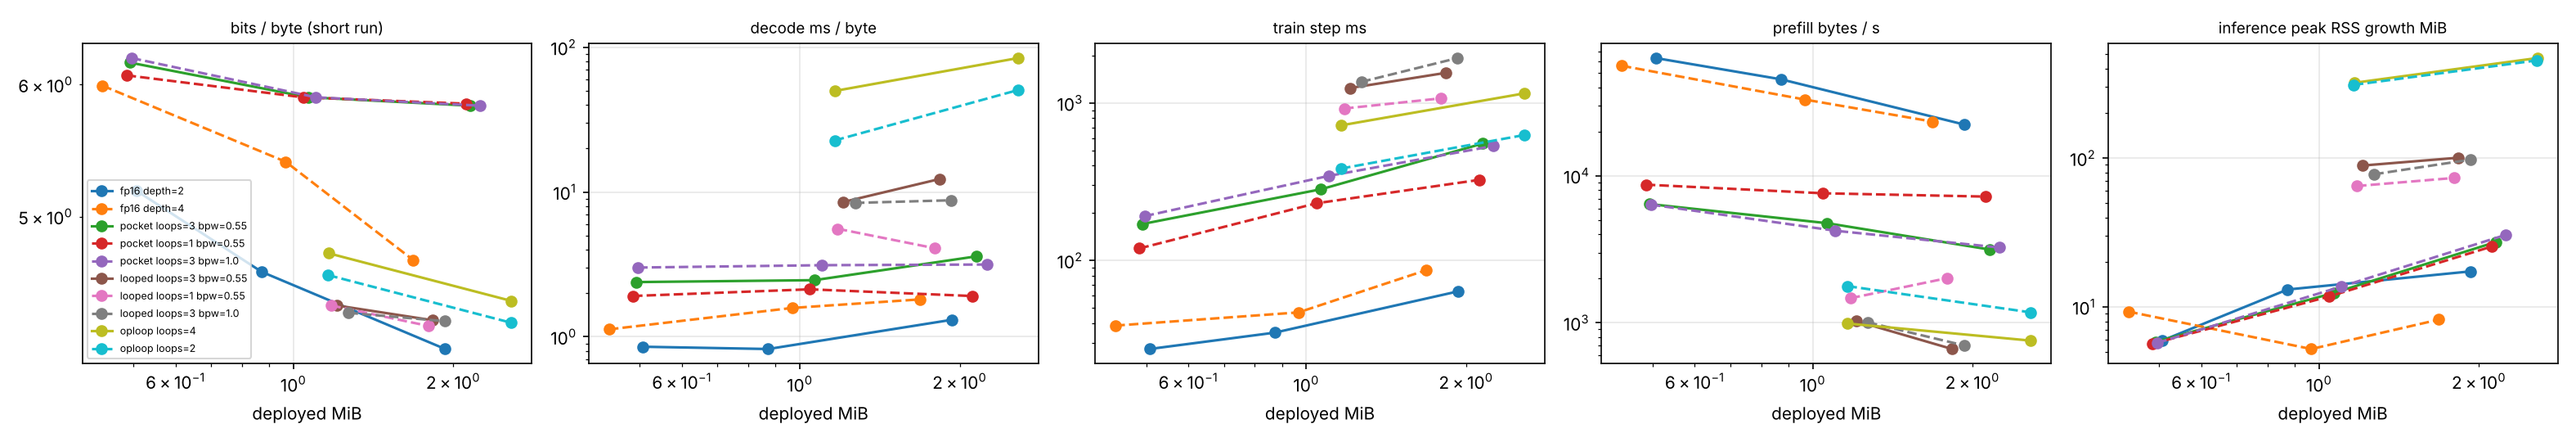 bits / byte (short run)
6 × 10⁰
5 × 10⁰
fp16 depth=2
fp16 depth=4
pocket loops=3 bpw=0.55
pocket loops=1 bpw=0.55
pocket loops=3 bpw=1.0
looped loops=3 bpw=0.55
looped loops=1 bpw=0.55
looped loops=3 bpw=1.0
oploop loops=4
oploop loops=2
6 × 10⁻¹ 10⁰ 2 × 10⁰
deployed MiB
decode ms / byte
10²
10¹
10⁰
6 × 10⁻¹ 10⁰ 2 × 10⁰
deployed MiB
train step ms
10³
10²
6 × 10⁻¹ 10⁰ 2 × 10⁰
deployed MiB
prefill bytes / s
10⁴
10³
6 × 10⁻¹ 10⁰ 2 × 10⁰
deployed MiB
inference peak RSS growth MiB
10²
10¹
6 × 10⁻¹ 10⁰ 2 × 10⁰
deployed MiB